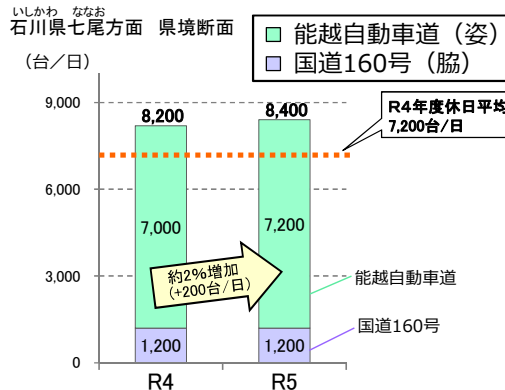 いしかわ ななお
石川県七尾方面 県境断面
(台/日)
能越自動車道(姿)
国道160号(脇)
9,000
6,000
3,000
0
8,200
8,400
R4年度休日平均
7,200台/日
7,000
7,200
約2%増加
(+200台/日)
能越自動車道
国道160号
1,200
1,200
R4
R5